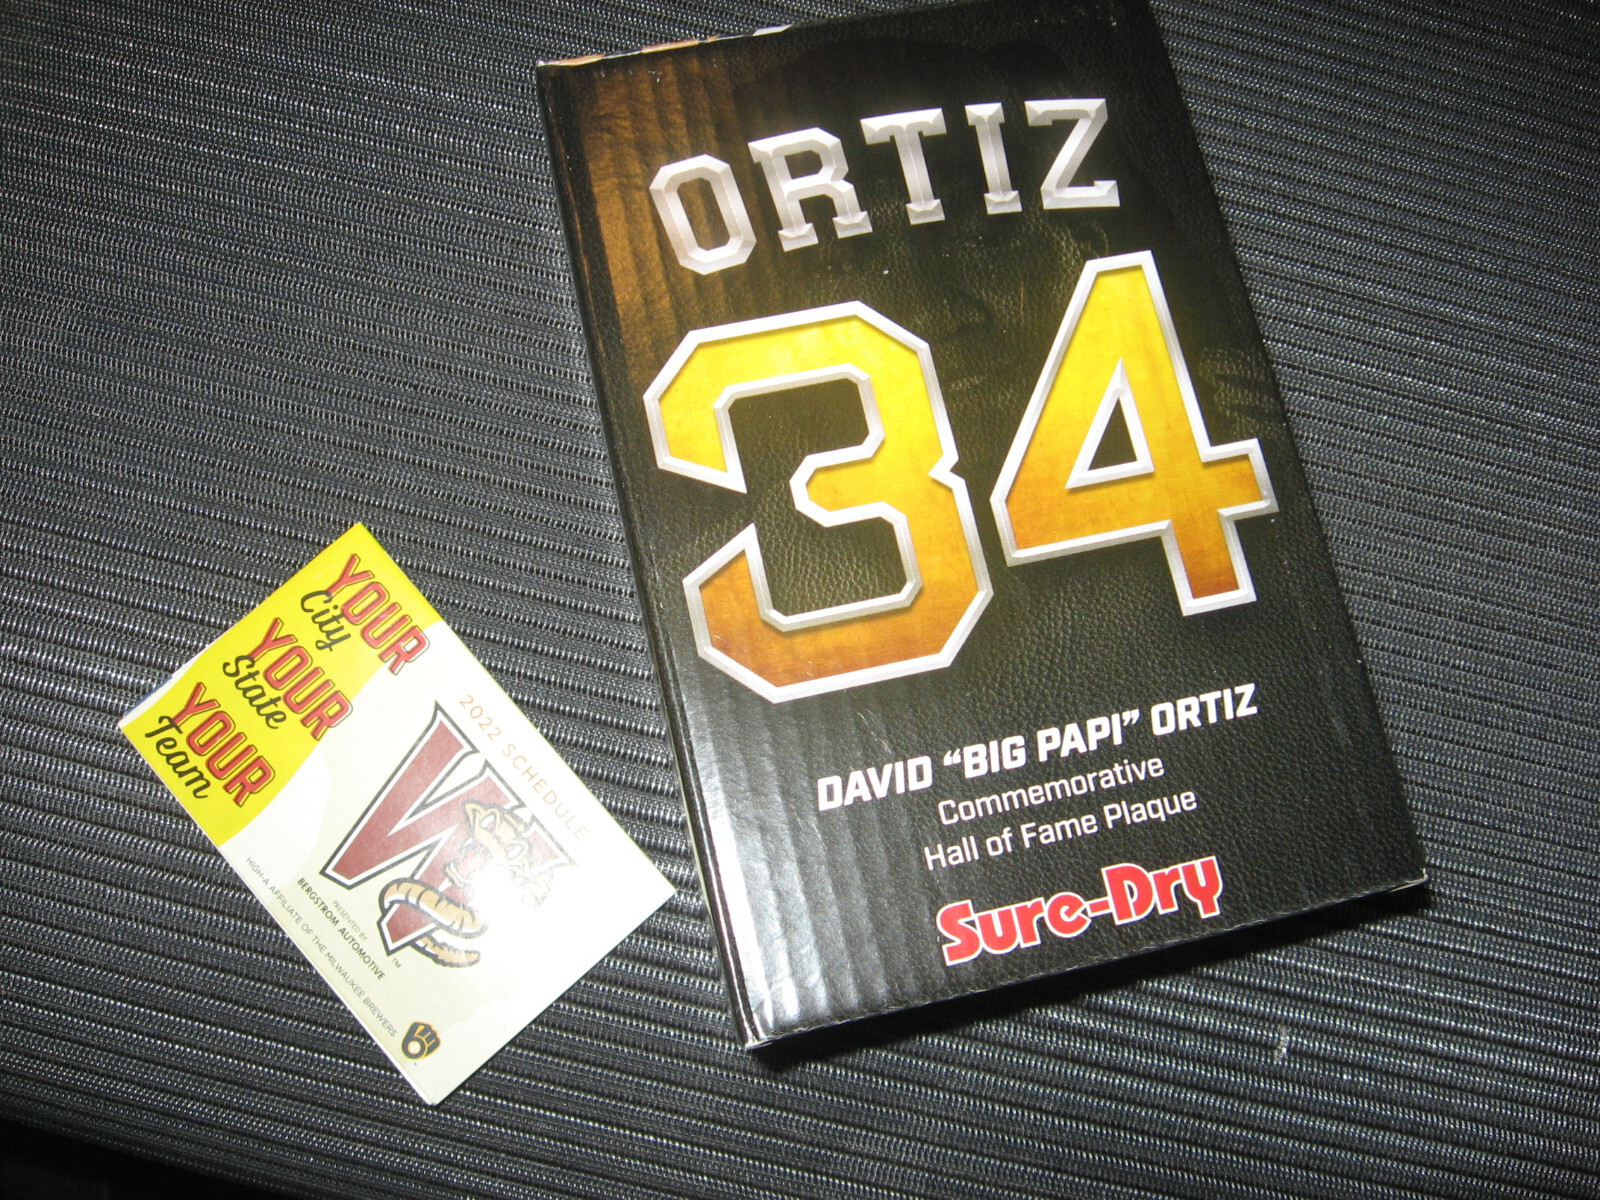 ORTIZ
34
DAVID “BIG PAPI” ORTIZ
Commemorative
Hall of Fame Plaque
Sure-Dry
YOUR
City
YOUR
State
YOUR
Team
2022 SCHEDULE
W
TM
PRESENTED BY
BERGSTROM AUTOMOTIVE
HIGH-A AFFILIATE OF THE MILWAUKEE BREWERS